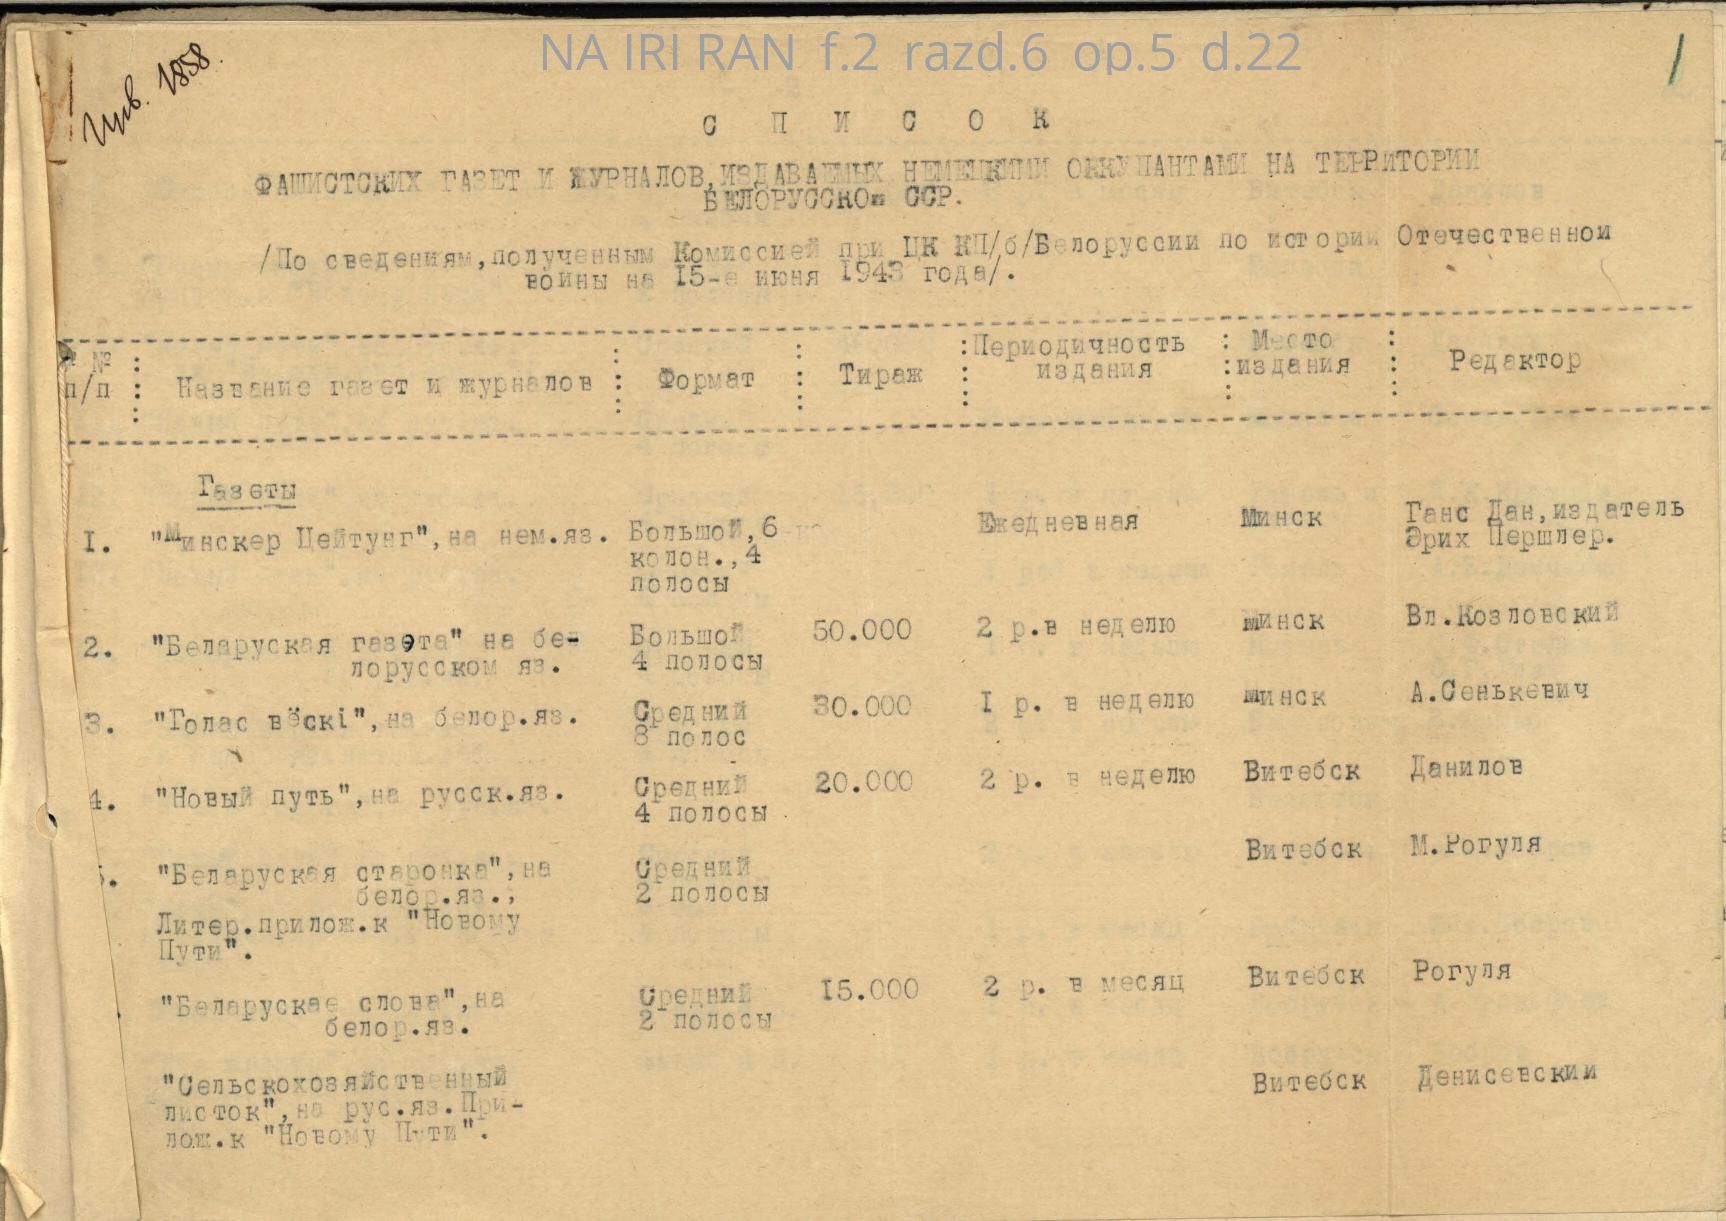 NA IRI RAN f.2 razd.6 op.5 d.22
Инв. 1858.
1
С П И С О К
ФАШИСТСКИХ ГАЗЕТ И ЖУРНАЛОВ,ИЗДАВАЕМЫХ НЕМЕЦКИМИ ОККУПАНТАМИ НА ТЕРРИТОРИИ
БЕЛОРУССКОЙ ССР.
/По сведениям,полученным Комиссией при ЦК КП/б/Белоруссии по истории Отечественной
войны на 15-е июня 1943 года/.
№ п/п : Название газет и журналов : Формат : Тираж : Периодичность издания : Место издания : Редактор
Газеты
1. "Минскер Цейтунг",на нем.яз. Большой,6 Ежедневная Минск Ганс Дан,издатель
колон.,4 Эрих Першлер.
полосы
2. "Беларуская газета" на бе- Большой 50.000 2 р.в неделю Минск Вл.Козловский
лорусском яз. 4 полосы
3. "Голас вёскі",на белор.яз. Средний 30.000 1 р. в неделю Минск А.Сенькевич
8 полос
4. "Новый путь",на русск.яз. Средний 20.000 2 р. в неделю Витебск Данилов
4 полосы
5. "Беларуская старонка",на Средний Витебск М.Рогуля
белор.яз.; 2 полосы
Литер.прилож.к "Новому
Пути".
"Беларускае слова",на Средний 15.000 2 р. в месяц Витебск Рогуля
белор.яз. 2 полосы
"Сельскохозяйственный Витебск Денисевский
листок",на рус.яз.При-
лож.к "Новому Пути".